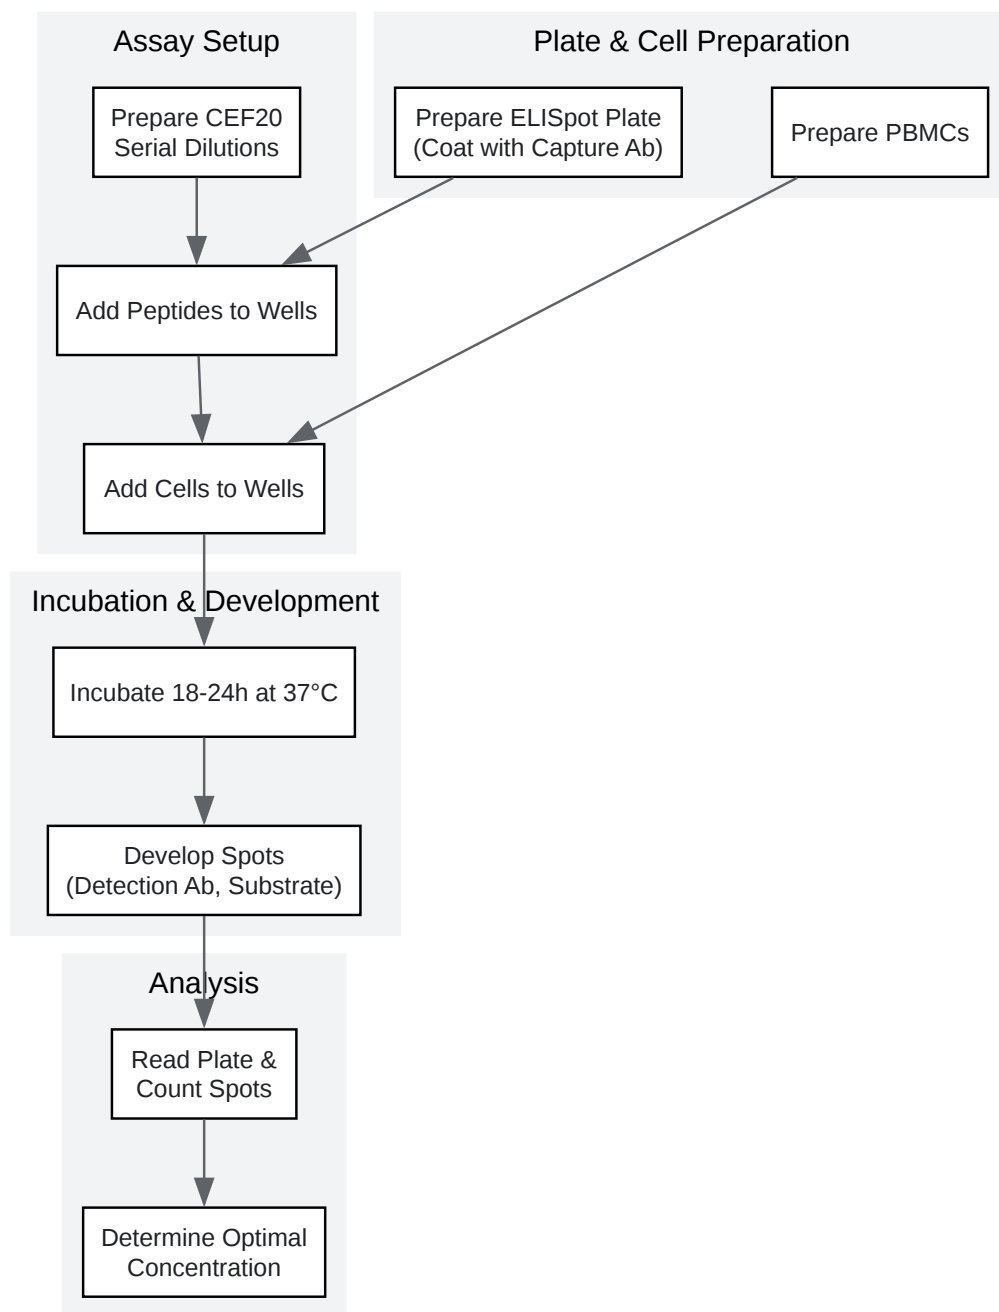 Assay Setup
Plate & Cell Preparation
Prepare CEF20
Serial Dilutions
Prepare ELISpot Plate
(Coat with Capture Ab)
Prepare PBMCs
Add Peptides to Wells
Add Cells to Wells
Incubation & Development
Incubate 18-24h at 37°C
Develop Spots
(Detection Ab, Substrate)
Analysis
Read Plate &
Count Spots
Determine Optimal
Concentration